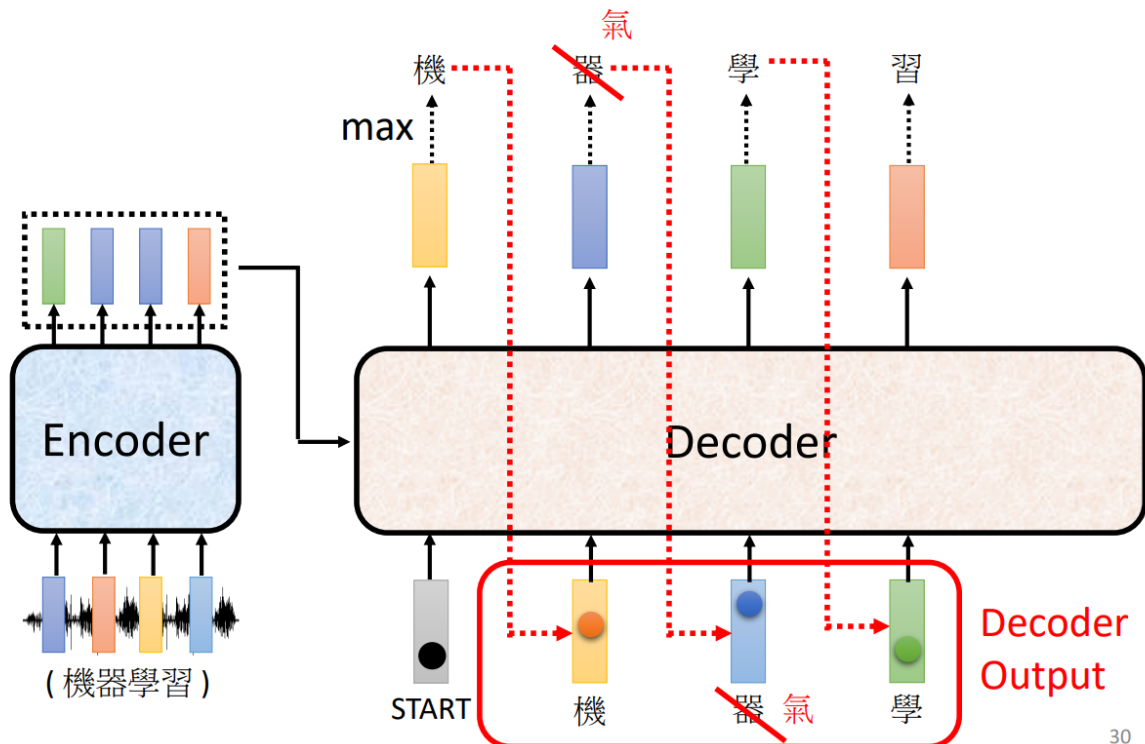 氣
機 器 學 習
max
Encoder
Decoder
(機器學習)
START 機 器 氣 學
Decoder
Output
30